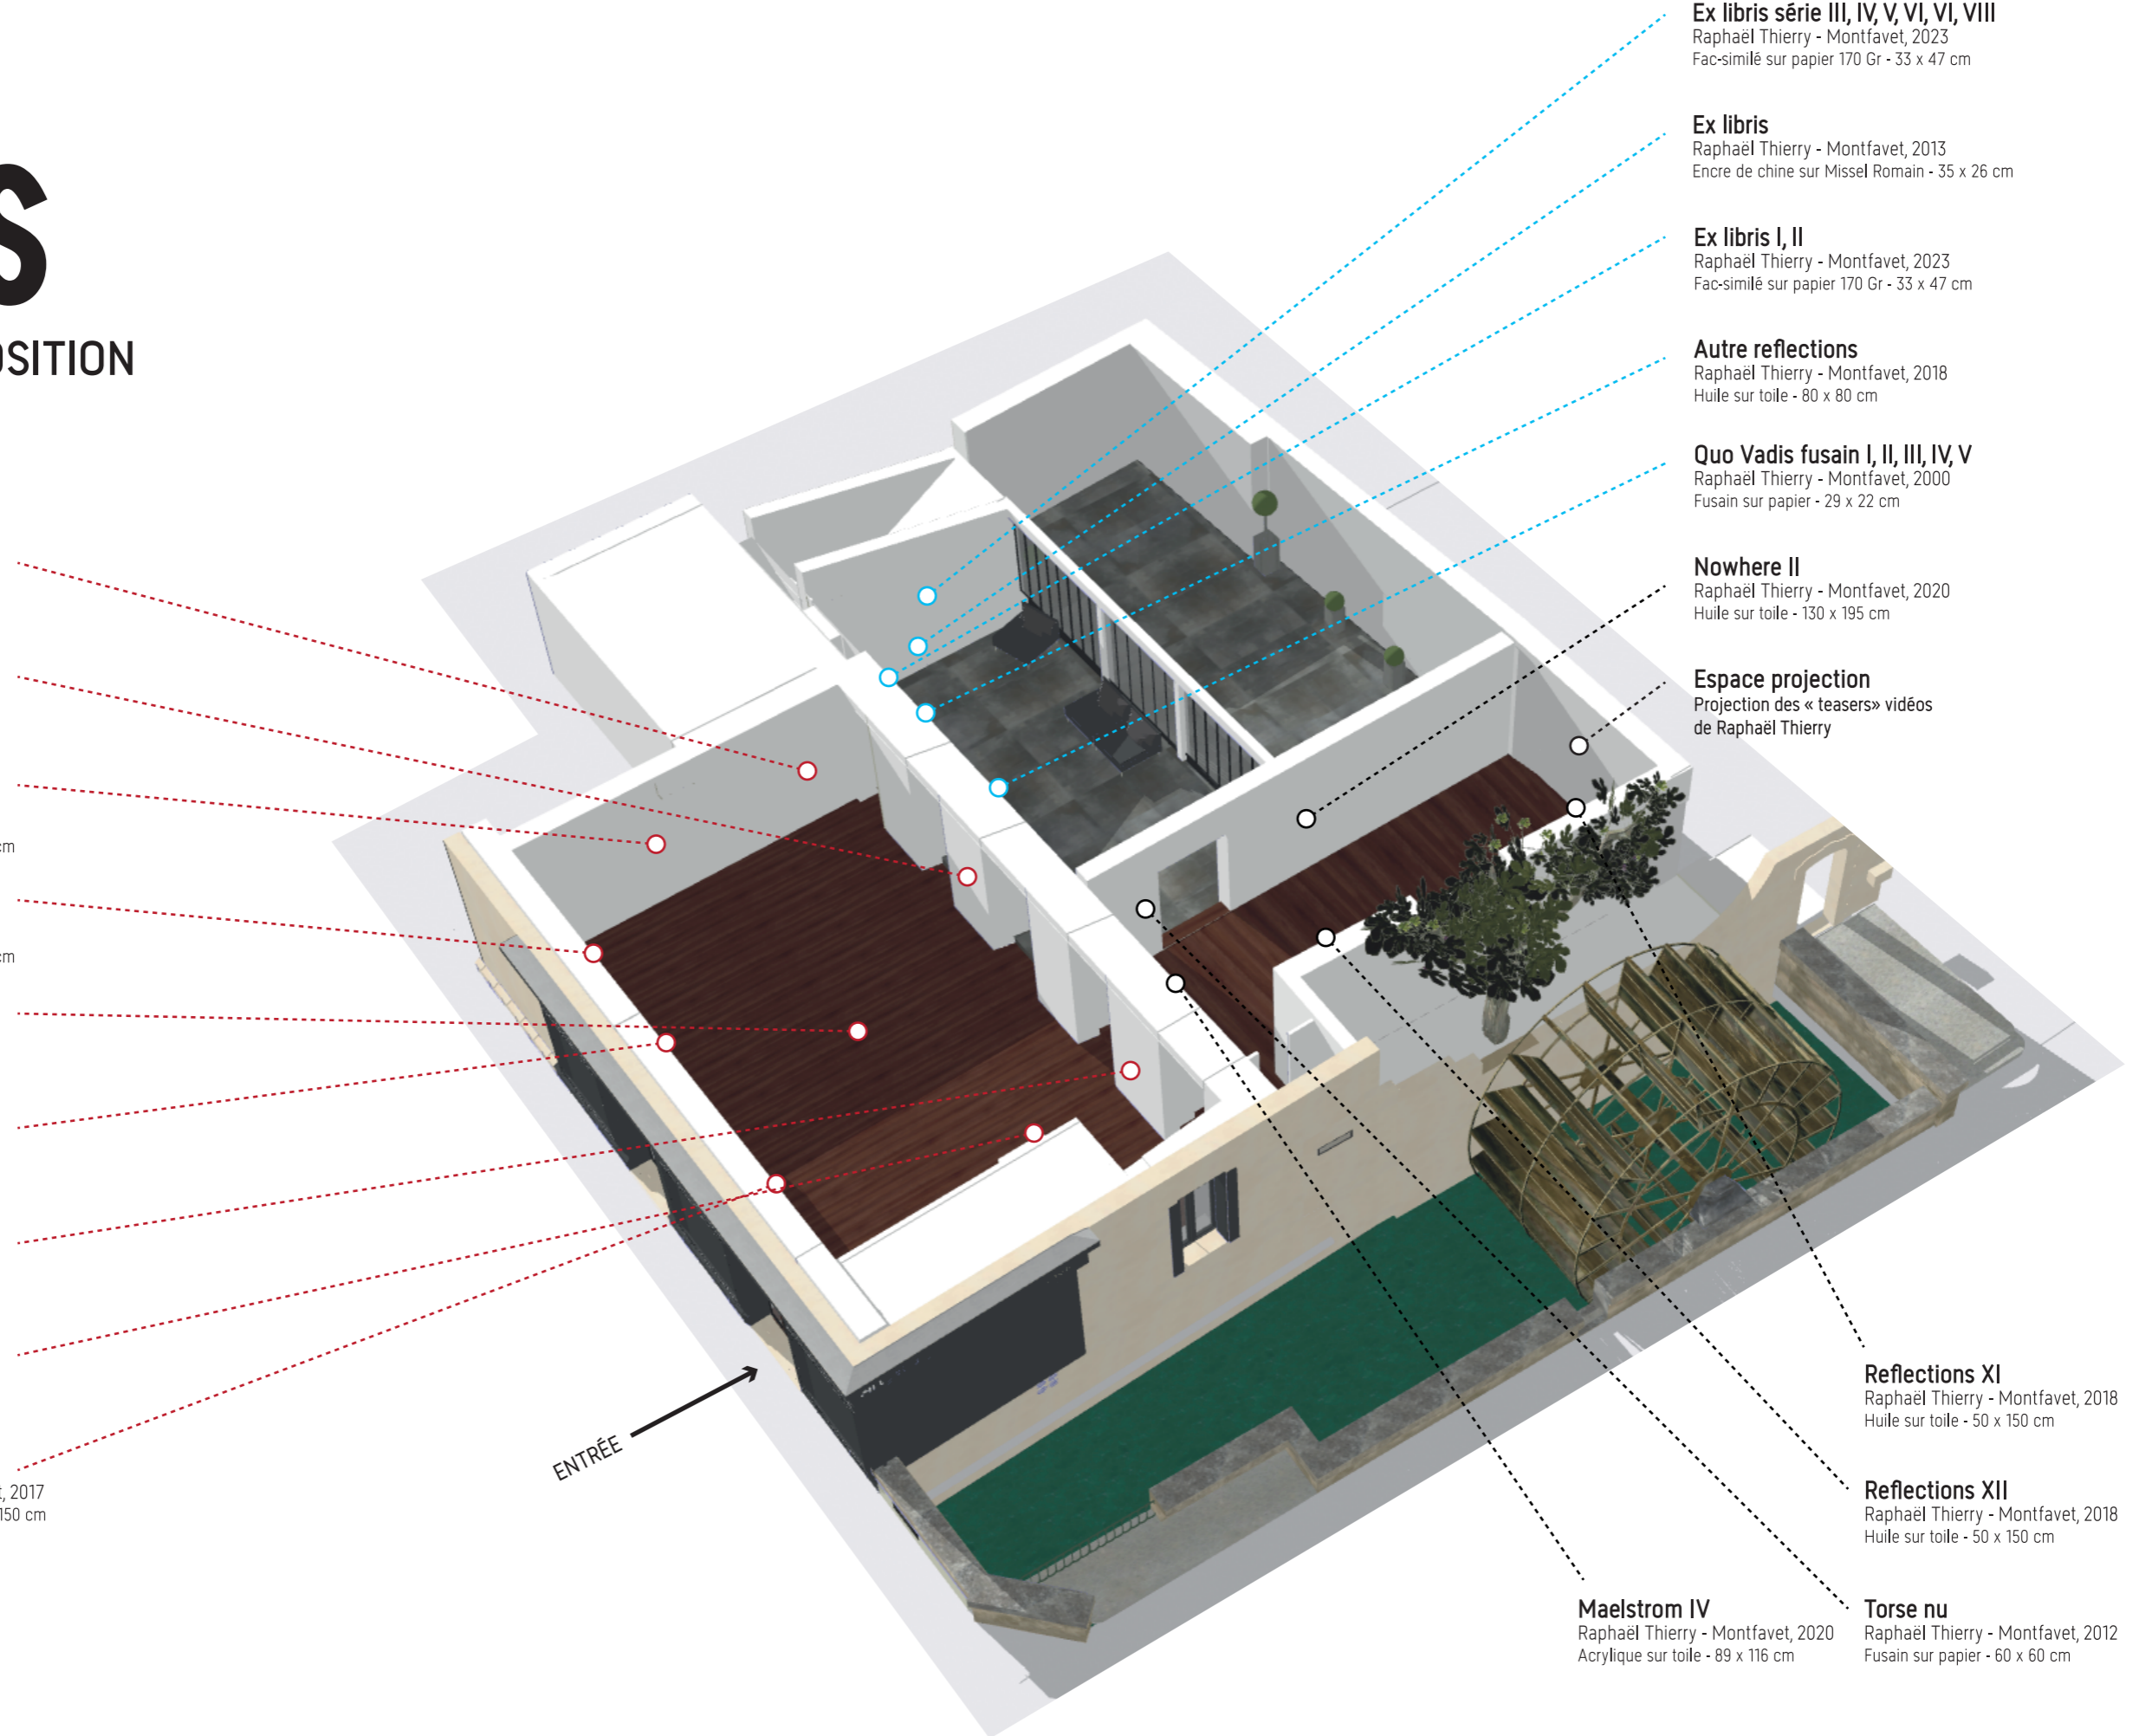 S
OSITION
cm
cm
t, 2017
150 cm
ENTRÉE
Ex libris série III, IV, V, VI, VI, VIII
Raphaël Thierry - Montfavet, 2023
Fac-similé sur papier 170 Gr - 33 x 47 cm
Ex libris
Raphaël Thierry - Montfavet, 2013
Encre de chine sur Missel Romain - 35 x 26 cm
Ex libris I, II
Raphaël Thierry - Montfavet, 2023
Fac-similé sur papier 170 Gr - 33 x 47 cm
Autre reflections
Raphaël Thierry - Montfavet, 2018
Huile sur toile - 80 x 80 cm
Quo Vadis fusain I, II, III, IV, V
Raphaël Thierry - Montfavet, 2000
Fusain sur papier - 29 x 22 cm
Nowhere II
Raphaël Thierry - Montfavet, 2020
Huile sur toile - 130 x 195 cm
Espace projection
Projection des « teasers» vidéos
de Raphaël Thierry
Reflections XI
Raphaël Thierry - Montfavet, 2018
Huile sur toile - 50 x 150 cm
Reflections XII
Raphaël Thierry - Montfavet, 2018
Huile sur toile - 50 x 150 cm
Maelstrom IV
Raphaël Thierry - Montfavet, 2020
Acrylique sur toile - 89 x 116 cm
Torse nu
Raphaël Thierry - Montfavet, 2012
Fusain sur papier - 60 x 60 cm